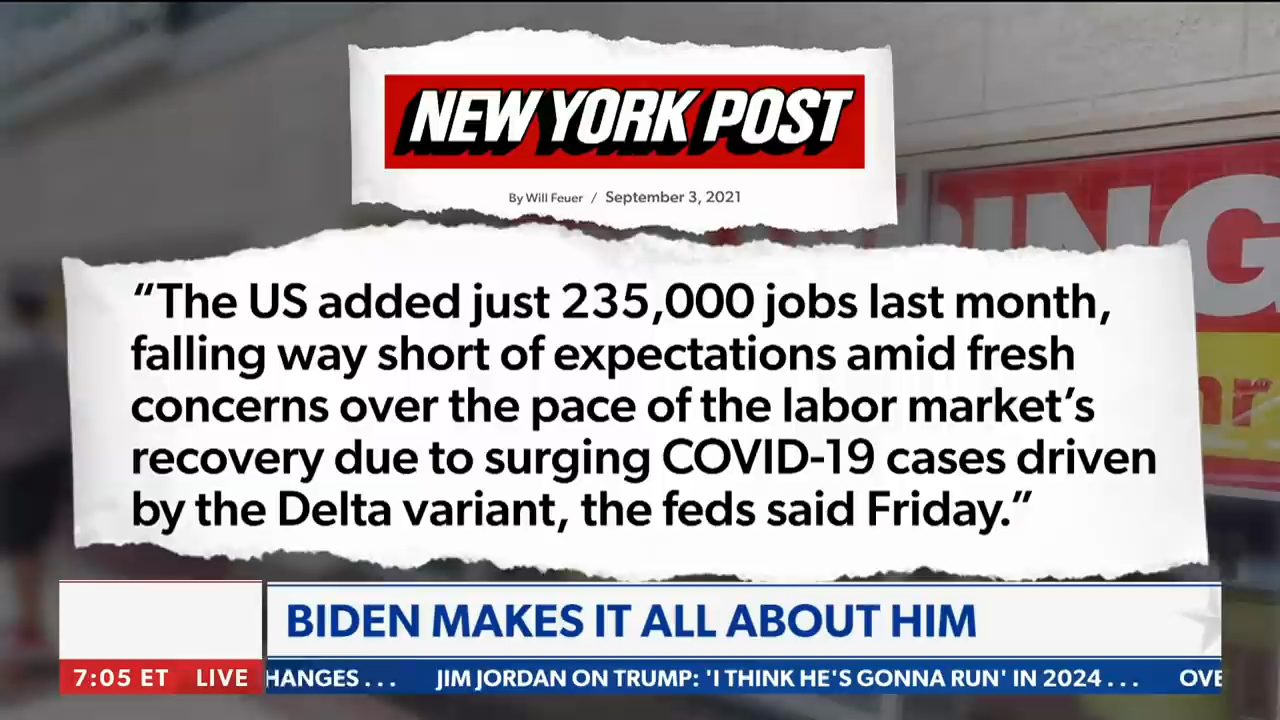 NEW YORK POST
By Will Feuer / September 3, 2021
ING
“The US added just 235,000 jobs last month,
falling way short of expectations amid fresh
concerns over the pace of the labor market’s
recovery due to surging COVID-19 cases driven
by the Delta variant, the feds said Friday.”
BIDEN MAKES IT ALL ABOUT HIM
7:05 ET LIVE
HANGES . . . JIM JORDAN ON TRUMP: 'I THINK HE'S GONNA RUN' IN 2024 . . . OVE